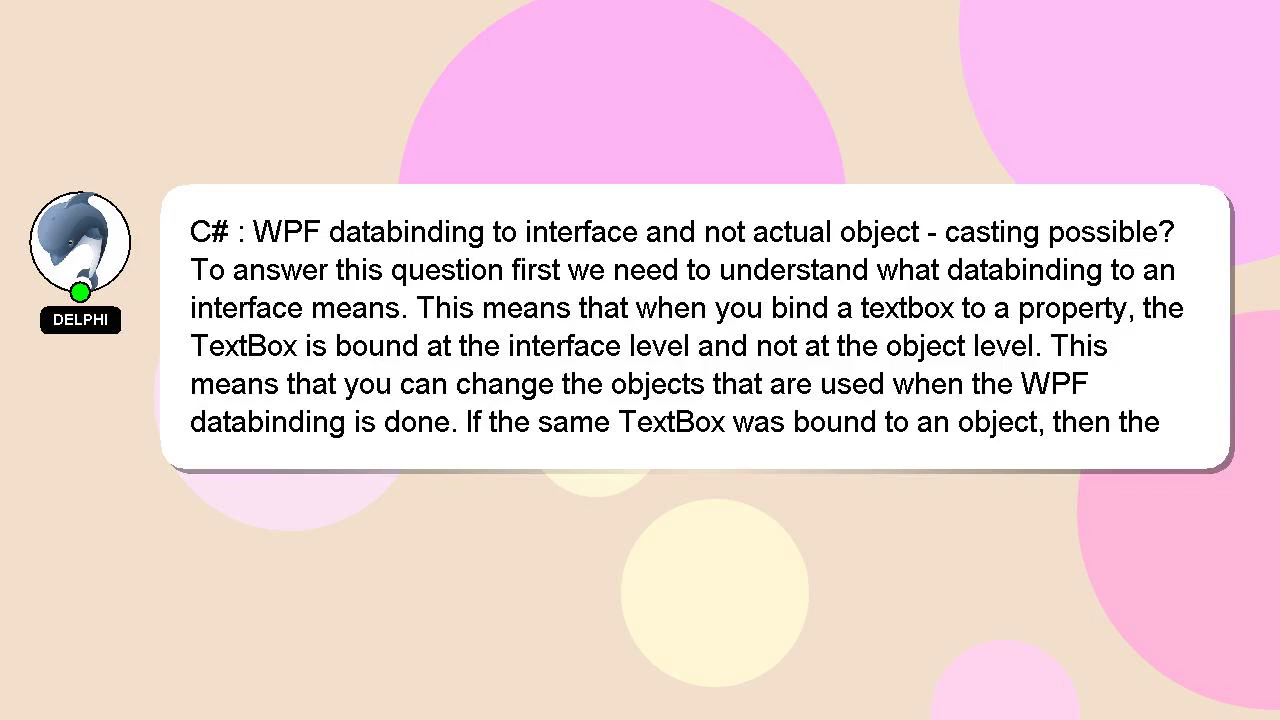 C# : WPF databinding to interface and not actual object - casting possible?
To answer this question first we need to understand what databinding to an
interface means. This means that when you bind a textbox to a property, the
TextBox is bound at the interface level and not at the object level. This
means that you can change the objects that are used when the WPF
databinding is done. If the same TextBox was bound to an object, then the
DELPHI